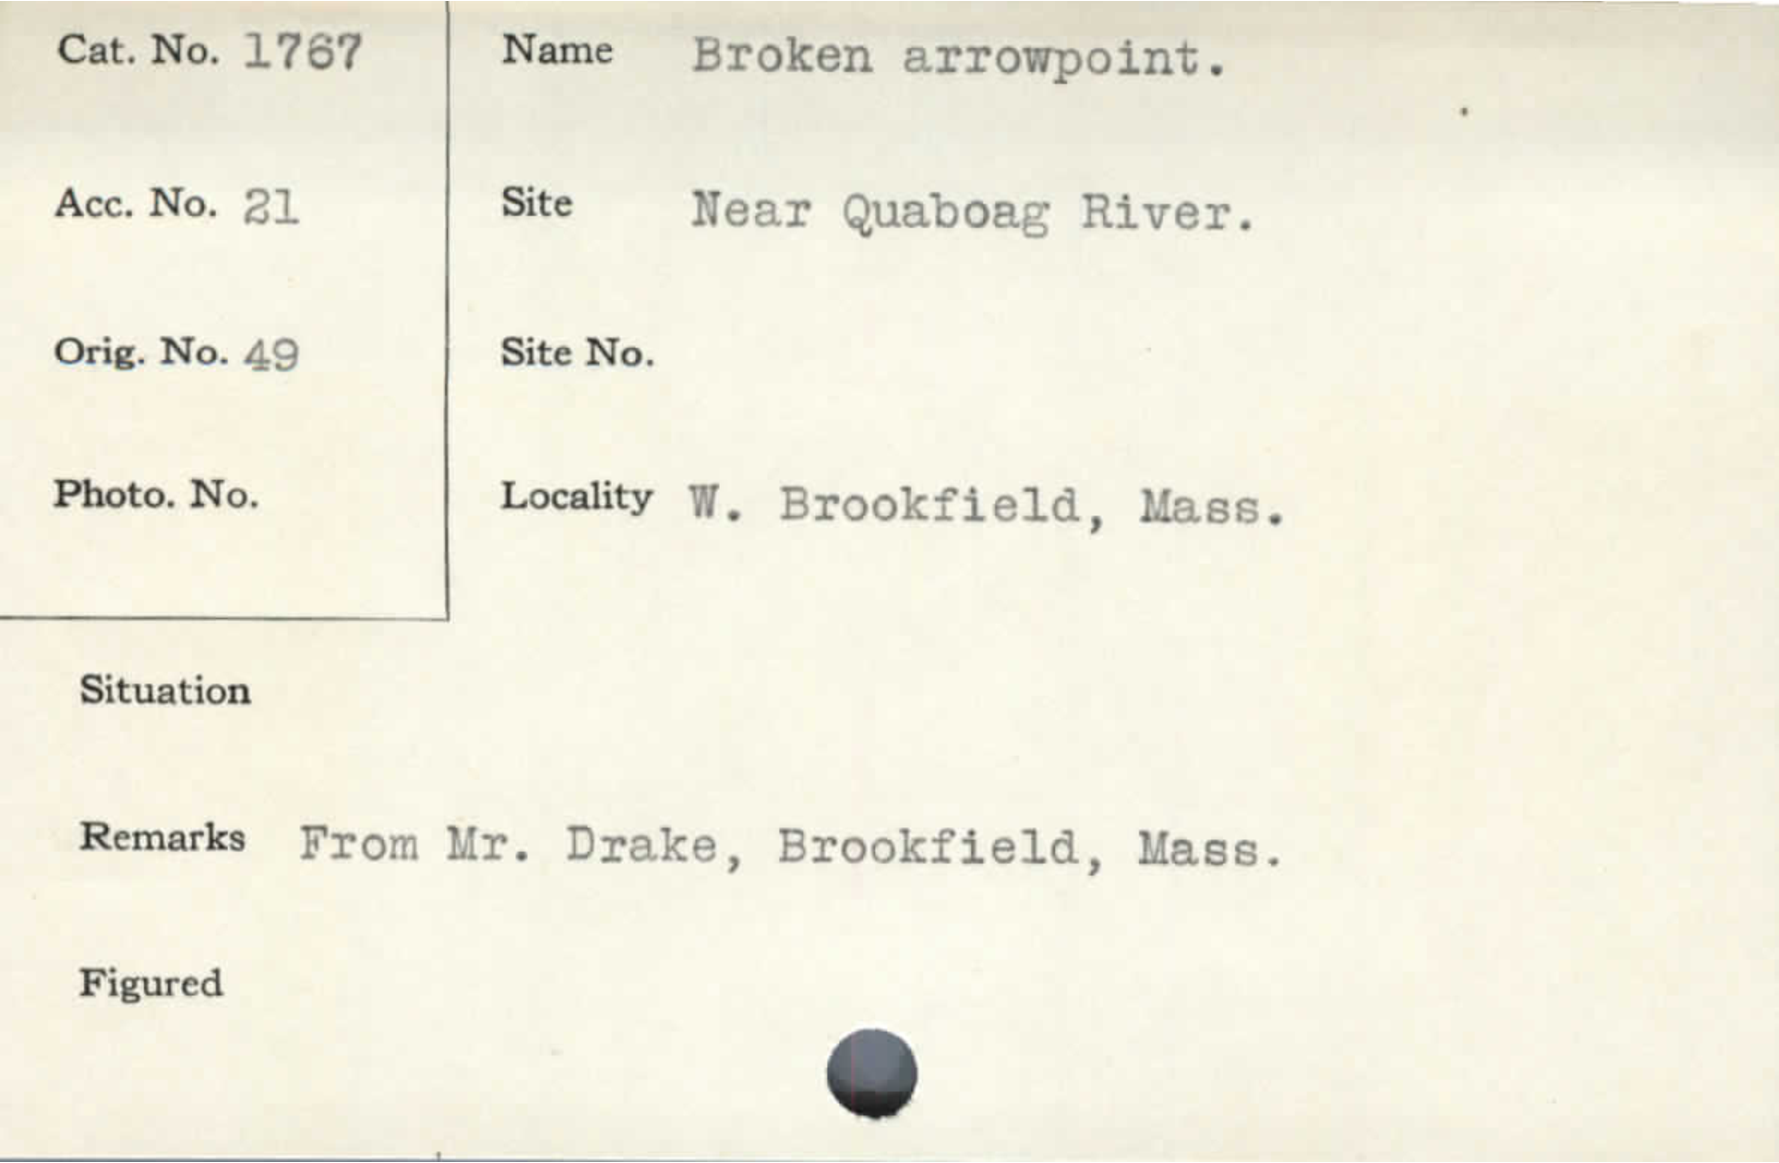 Cat. No. 1767
Name Broken arrowpoint.
Acc. No. 21
Site Near Quaboag River.
Orig. No. 49
Site No.
Photo. No.
Locality W. Brookfield, Mass.
Situation
Remarks From Mr. Drake, Brookfield, Mass.
Figured